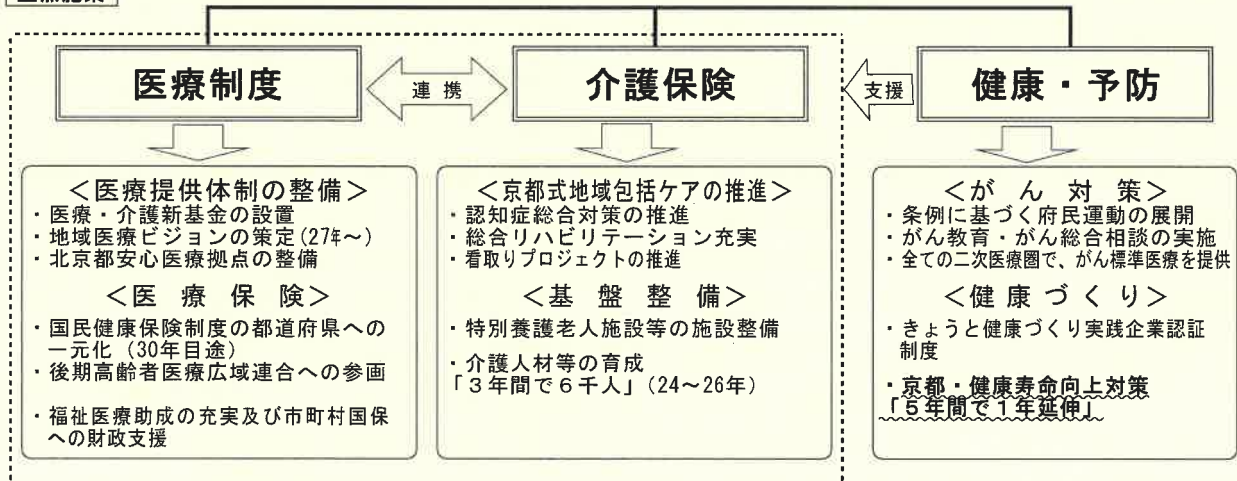 医療制度
連携
介護保険
支援
健康・予防
＜医療提供体制の整備＞
・医療・介護新基金の設置
・地域医療ビジョンの策定(27年～)
・北京都安心医療拠点の整備
＜医療保険＞
・国民健康保険制度の都道府県への
一元化（30年目途）
・後期高齢者医療広域連合への参画
・福祉医療助成の充実及び市町村国保
への財政支援
＜京都式地域包括ケアの推進＞
・認知症総合対策の推進
・総合リハビリテーション充実
・看取りプロジェクトの推進
＜基盤整備＞
・特別養護老人施設等の施設整備
・介護人材等の育成
「３年間で６千人」(24～26年)
＜がん対策＞
・条例に基づく府民運動の展開
・がん教育・がん総合相談の実施
・全ての二次医療圏で、がん標準医療を提供
＜健康づくり＞
・きょうと健康づくり実践企業認証
制度
・京都・健康寿命向上対策
「５年間で１年延伸」